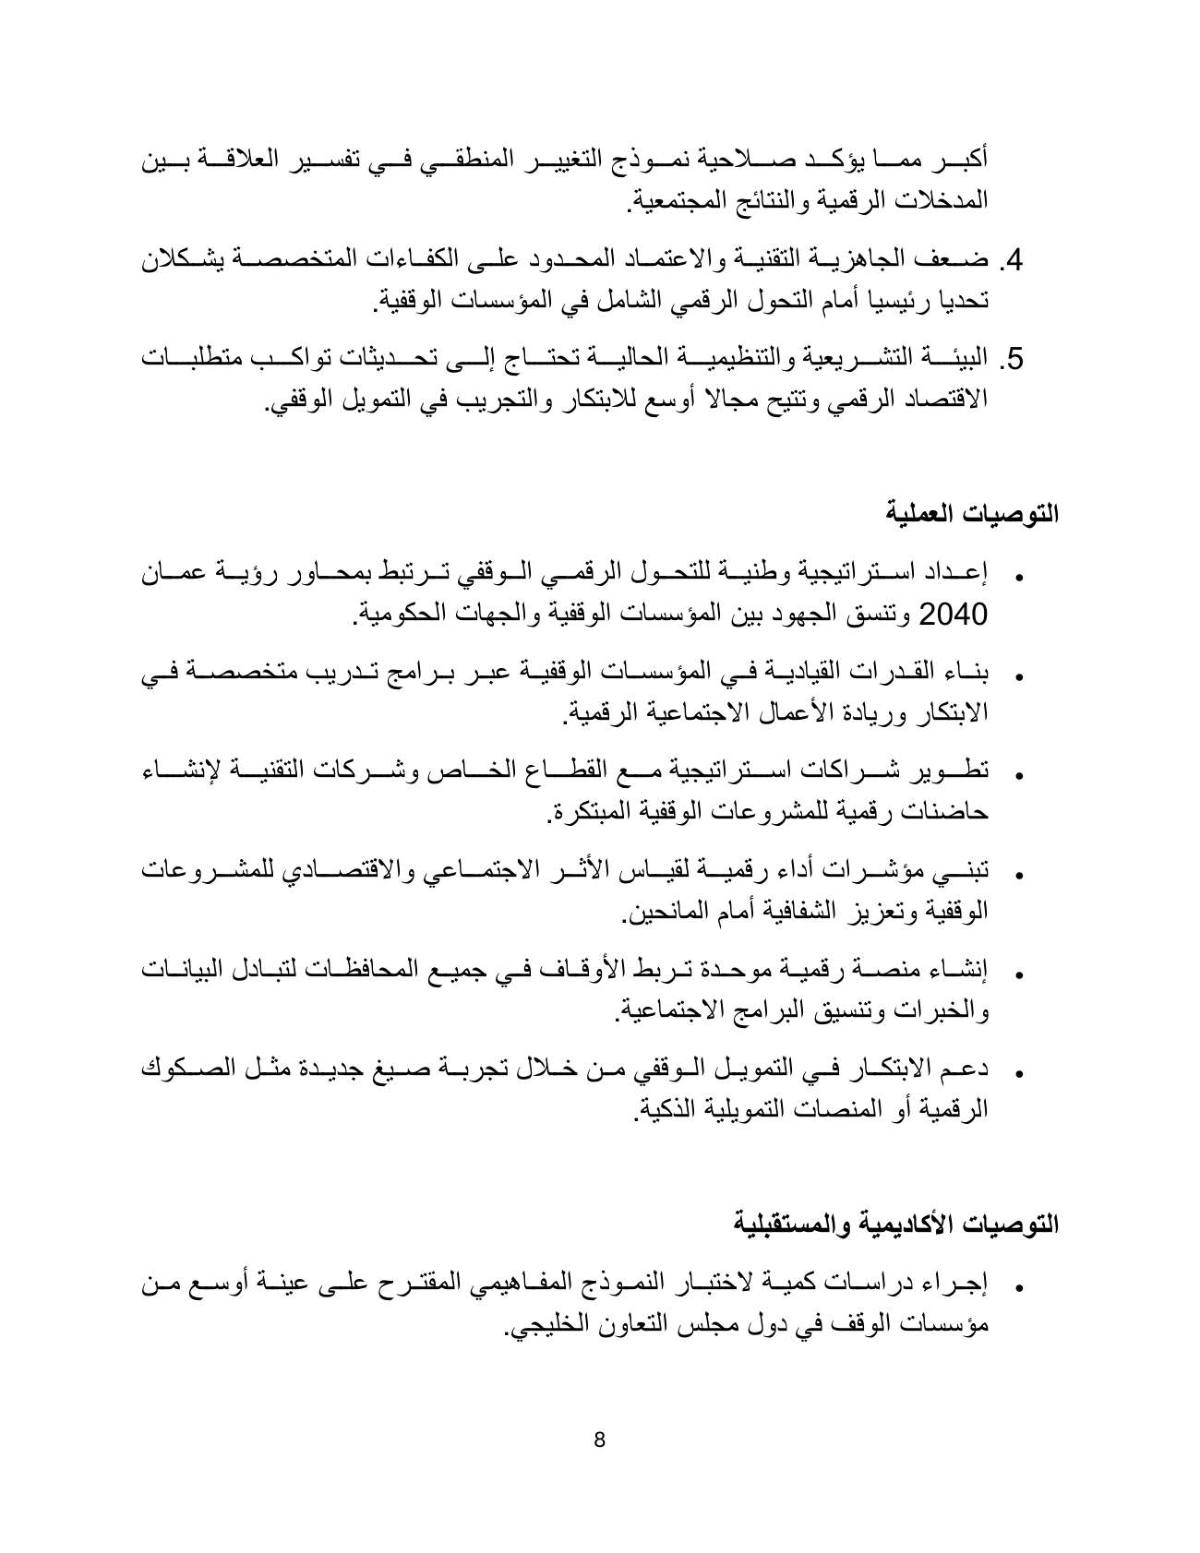 أكبر مما يؤكد صلاحية نموذج التغيير المنطقي في تفسير العلاقة بين
المدخلات الرقمية والنتائج المجتمعية.
4. ضعف الجاهزية التقنية والاعتماد المحدود على الكفاءات المتخصصة يشكلان
تحديا رئيسيا أمام التحول الرقمي الشامل في المؤسسات الوقفية.
5. البيئة التشريعية والتنظيمية الحالية تحتاج إلى تحديثات تواكب متطلبات
الاقتصاد الرقمي وتتيح مجالا أوسع للابتكار والتجريب في التمويل الوقفي.
التوصيات العملية
• إعداد استراتيجية وطنية للتحول الرقمي الوقفي ترتبط بمحاور رؤية عمان
2040 وتنسق الجهود بين المؤسسات الوقفية والجهات الحكومية.
• بناء القدرات القيادية في المؤسسات الوقفية عبر برامج تدريب متخصصة في
الابتكار وريادة الأعمال الاجتماعية الرقمية.
• تطوير شراكات استراتيجية مع القطاع الخاص وشركات التقنية لإنشاء
حاضنات رقمية للمشروعات الوقفية المبتكرة.
• تبني مؤشرات أداء رقمية لقياس الأثر الاجتماعي والاقتصادي للمشروعات
الوقفية وتعزيز الشفافية أمام المانحين.
• إنشاء منصة رقمية موحدة تربط الأوقاف في جميع المحافظات لتبادل البيانات
والخبرات وتنسيق البرامج الاجتماعية.
• دعم الابتكار في التمويل الوقفي من خلال تجربة صيغ جديدة مثل الصكوك
الرقمية أو المنصات التمويلية الذكية.
التوصيات الأكاديمية والمستقبلية
• إجراء دراسات كمية لاختبار النموذج المفاهيمي المقترح على عينة أوسع من
مؤسسات الوقف في دول مجلس التعاون الخليجي.
8